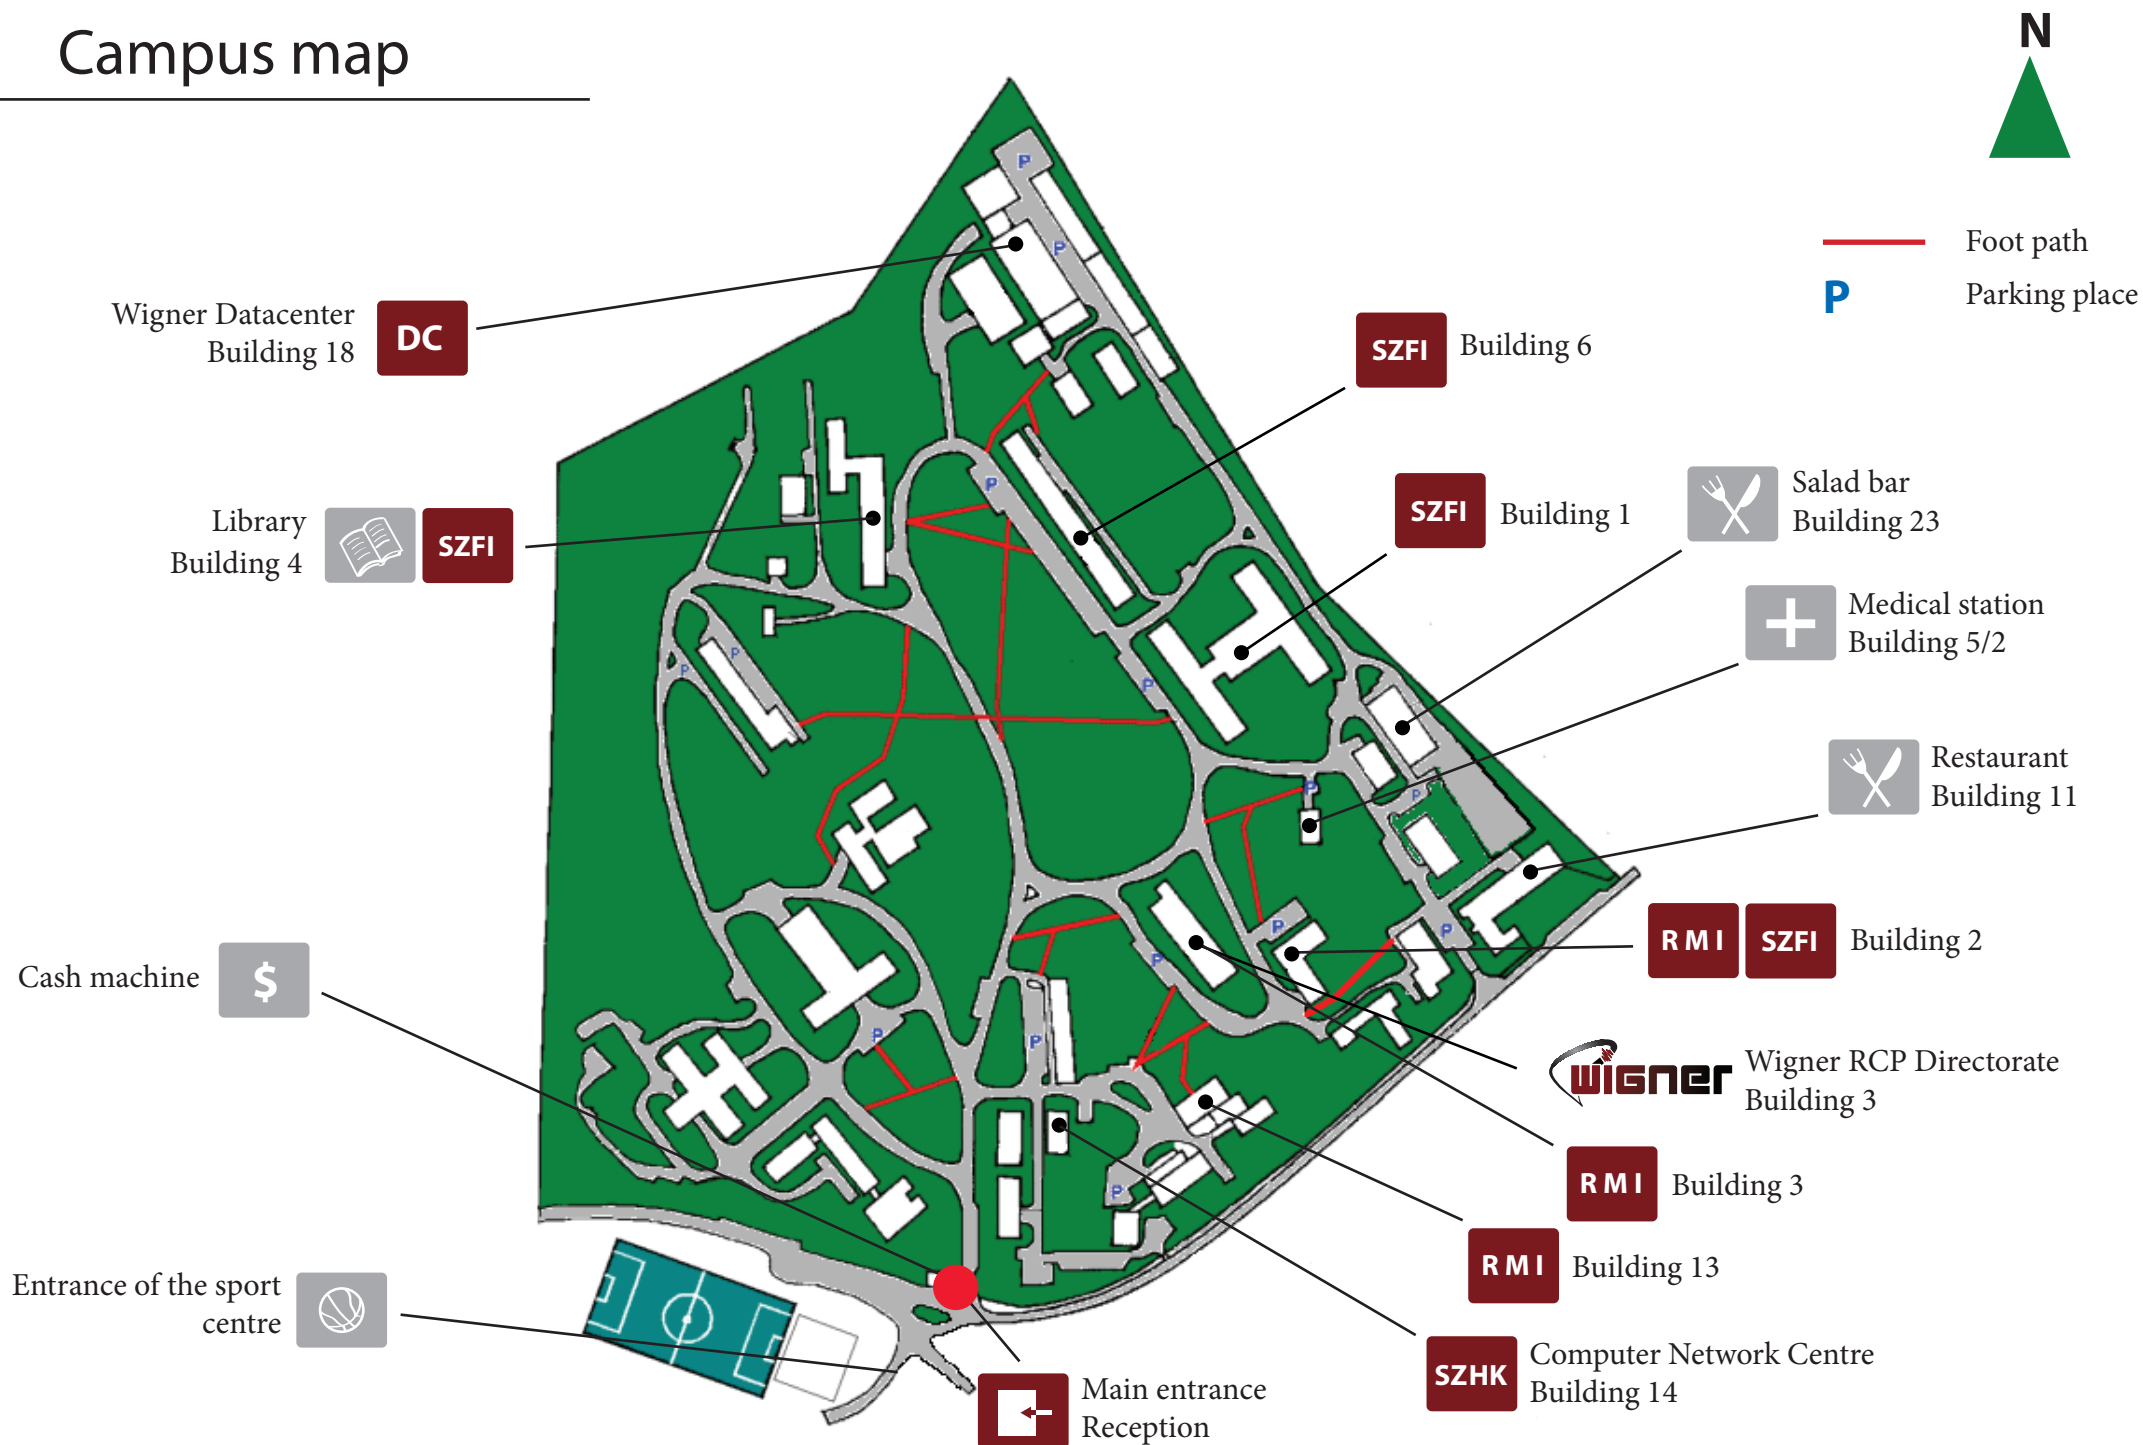 Campus map
N
Foot path
P Parking place
Wigner Datacenter
Building 18
DC
SZFI
Building 6
SZFI
Building 1
Salad bar
Building 23
Library
Building 4
SZFI
Medical station
Building 5/2
Restaurant
Building 11
RMI
SZFI
Building 2
Cash machine
$
wigner
Wigner RCP Directorate
Building 3
RMI
Building 3
RMI
Building 13
Entrance of the sport
centre
SZHK
Computer Network Centre
Building 14
Main entrance
Reception
P
P
P
P
P
P
P
P
P
P
P
P
P
P